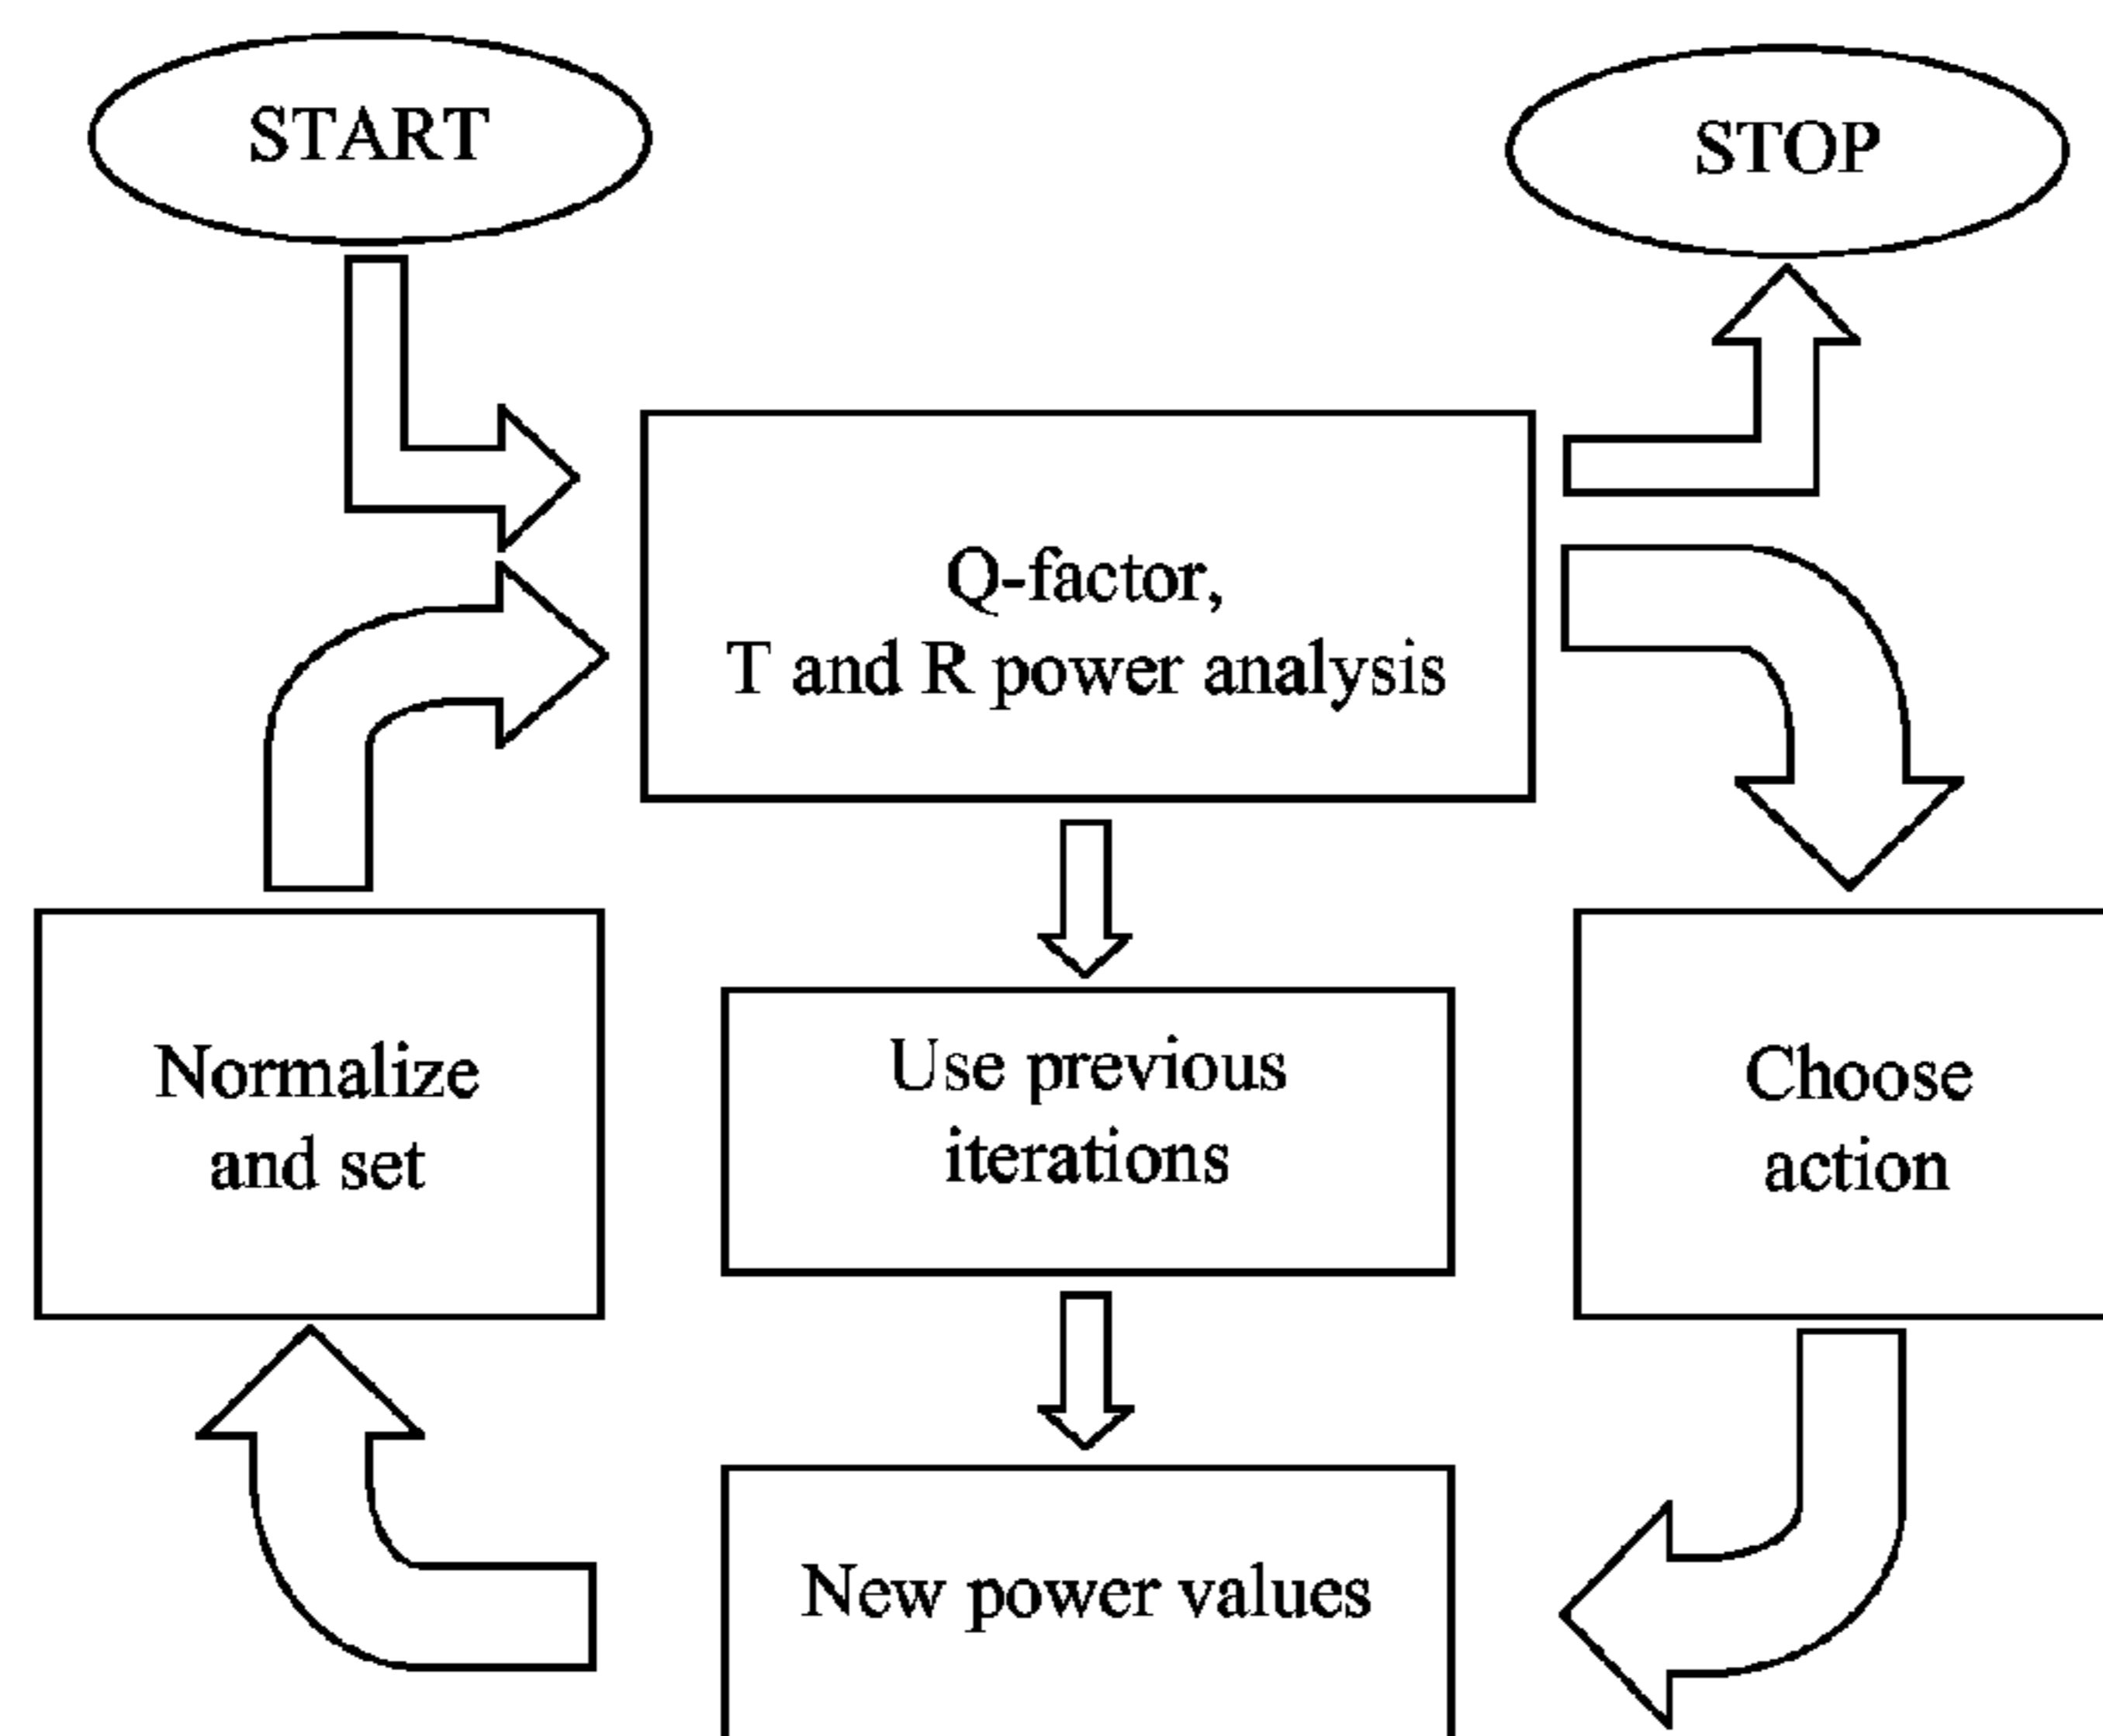 START
STOP
Q-factor,
T and R power analysis
Normalize
and set
Use previous
iterations
Choose
action
New power values